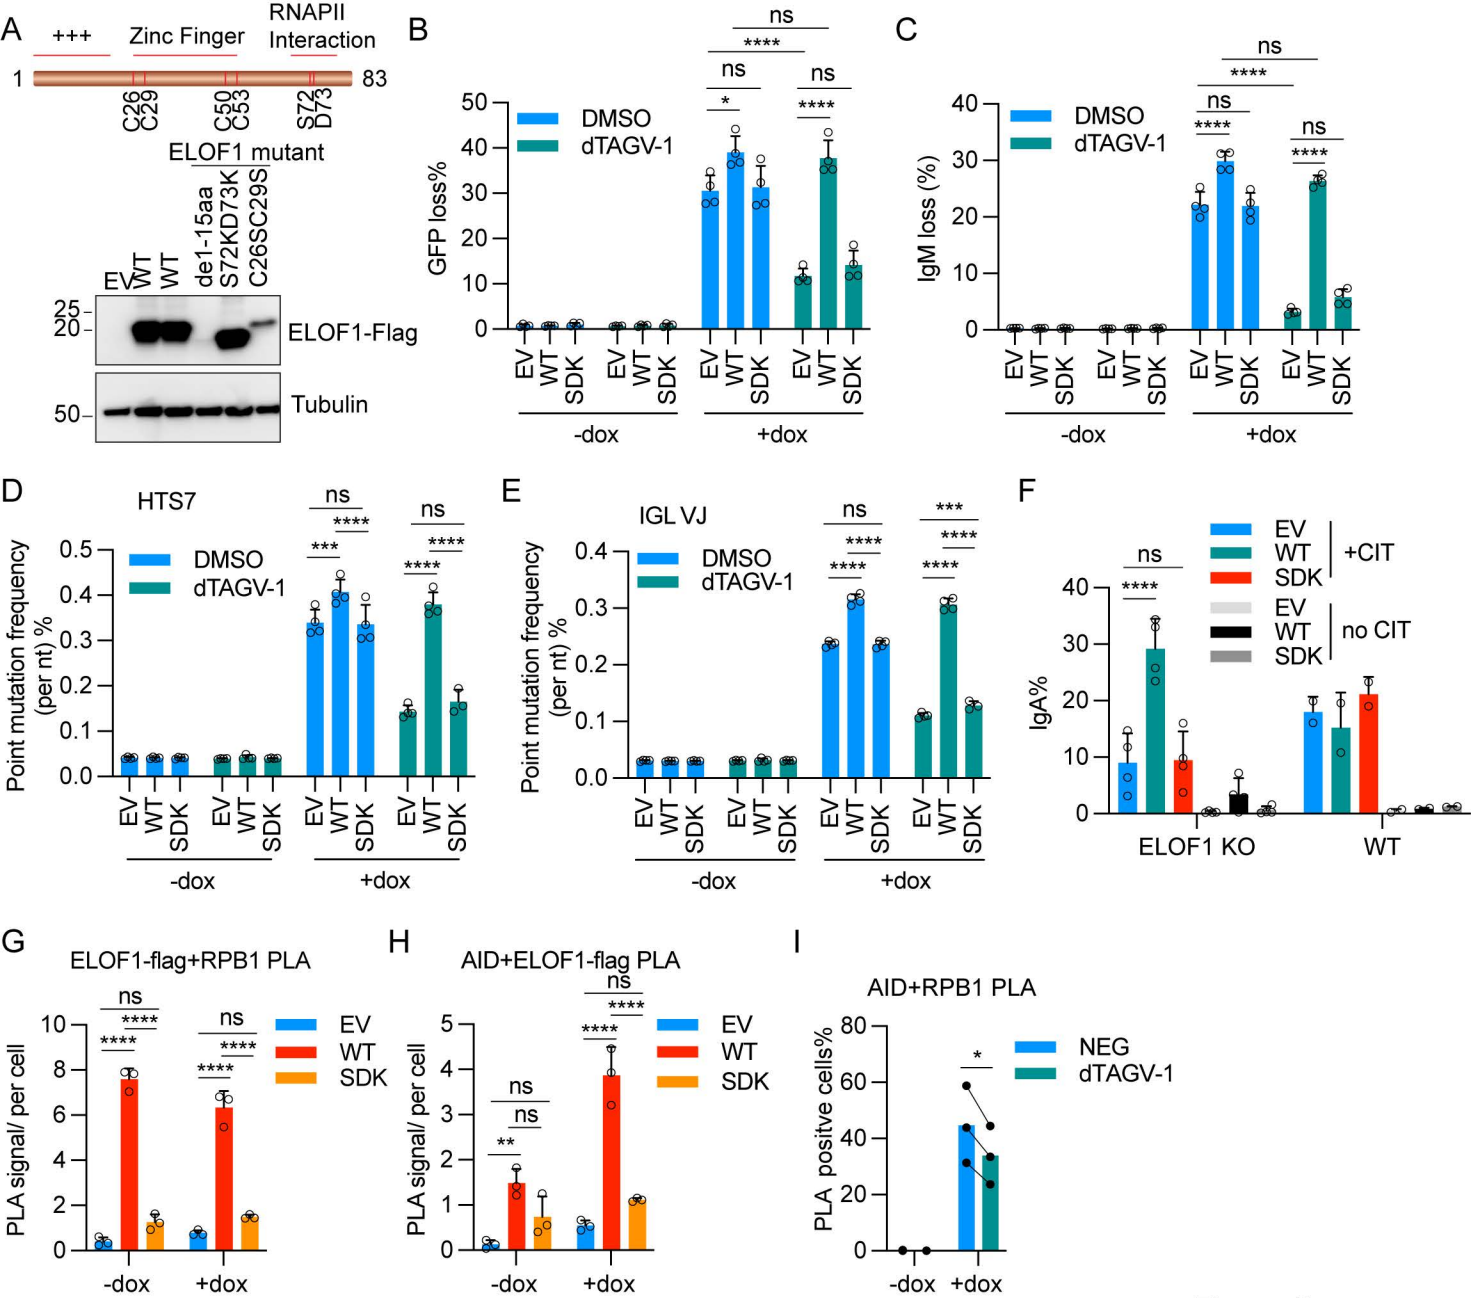 A
+++
Zinc Finger
RNAPII
Interaction
1
83
C26
C29
C50
C53
S72
D73
ELOF1 mutant
EV
WT
WT
de1-15aa
S72KD73K
C26SC29S
25
20
ELOF1-Flag
50
Tubulin
B
GFP loss%
50
40
30
20
10
0
DMSO
dTAGV-1
ns
****
ns
*
ns
****
EV WT SDK EV WT SDK EV WT SDK EV WT SDK
-dox +dox
C
IgM loss (%)
40
30
20
10
0
DMSO
dTAGV-1
ns
****
ns
****
ns
****
EV WT SDK EV WT SDK EV WT SDK EV WT SDK
-dox +dox
D
HTS7
Point mutation frequency
(per nt) %
0.5
0.4
0.3
0.2
0.1
0.0
DMSO
dTAGV-1
ns
****
***
ns
****
****
EV WT SDK EV WT SDK EV WT SDK EV WT SDK
-dox +dox
E
IGL VJ
Point mutation frequency
(per nt) %
0.4
0.3
0.2
0.1
0.0
DMSO
dTAGV-1
ns
****
****
***
****
****
EV WT SDK EV WT SDK EV WT SDK EV WT SDK
-dox +dox
F
EV
WT
SDK
+CIT
EV
WT
SDK
no CIT
IgA%
40
30
20
10
0
ns
****
ELOF1 KO WT
G
ELOF1-flag+RPB1 PLA
PLA signal/ per cell
10
8
6
4
2
0
ns
****
****
ns
****
****
EV
WT
SDK
-dox +dox
H
AID+ELOF1-flag PLA
PLA signal/ per cell
5
4
3
2
1
0
ns
ns
**
ns
****
****
EV
WT
SDK
-dox +dox
I
AID+RPB1 PLA
PLA positve cells%
80
60
40
20
0
*
NEG
dTAGV-1
-dox +dox